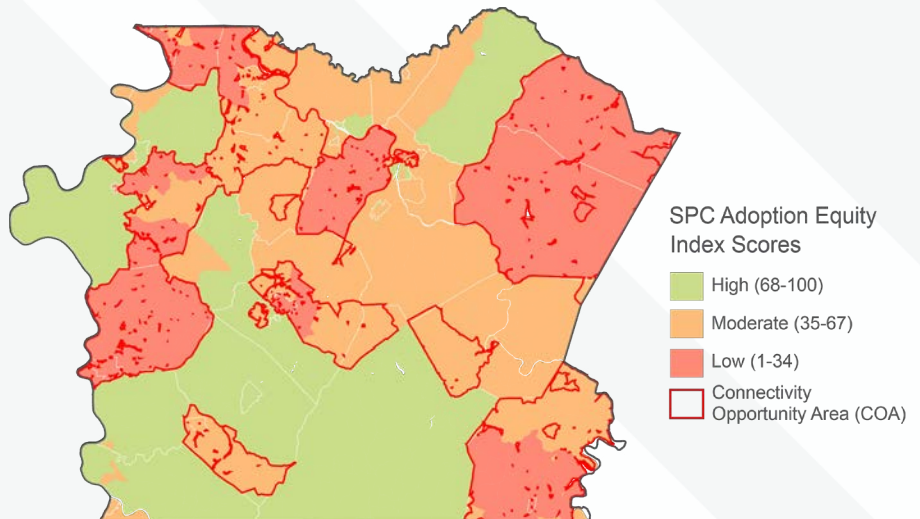 SPC Adoption Equity
Index Scores
High (68-100)
Moderate (35-67)
Low (1-34)
Connectivity
Opportunity Area (COA)